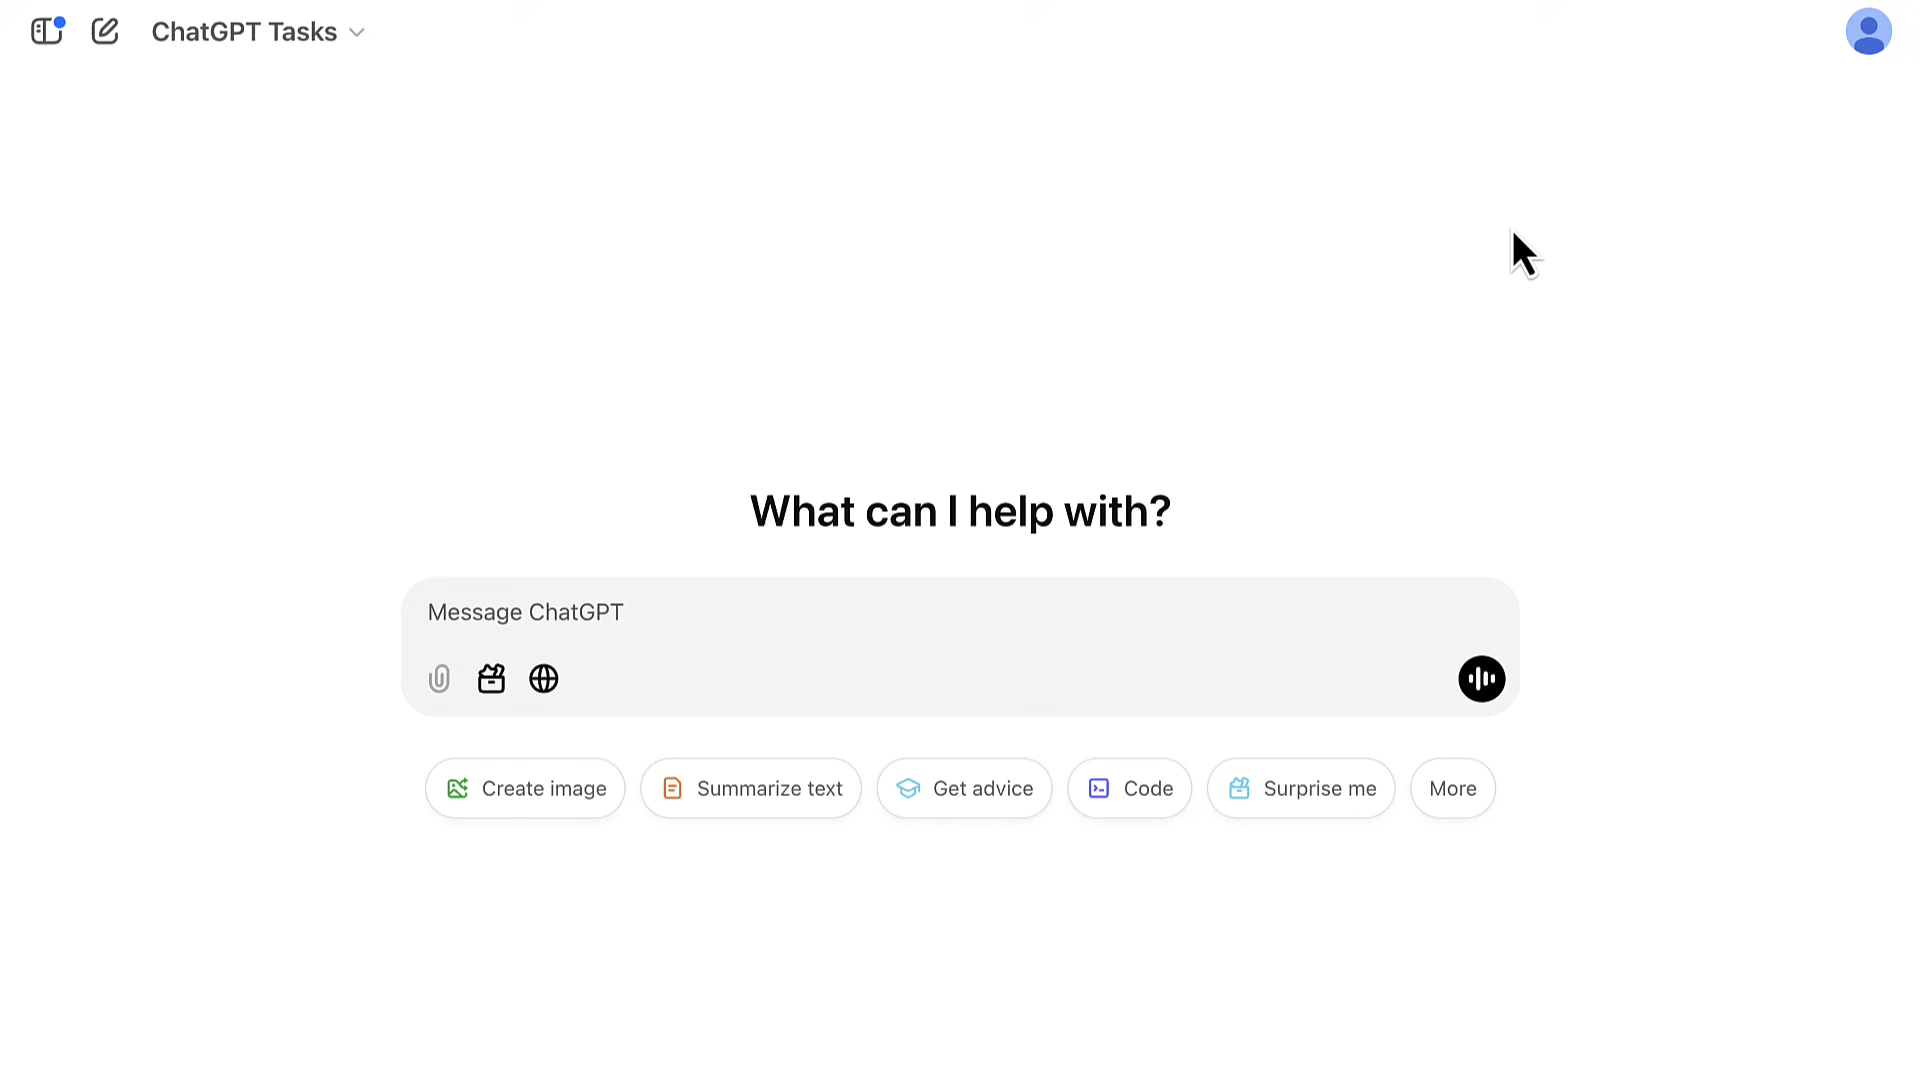 ChatGPT Tasks
What can I help with?
Message ChatGPT
Create image
Summarize text
Get advice
Code
Surprise me
More